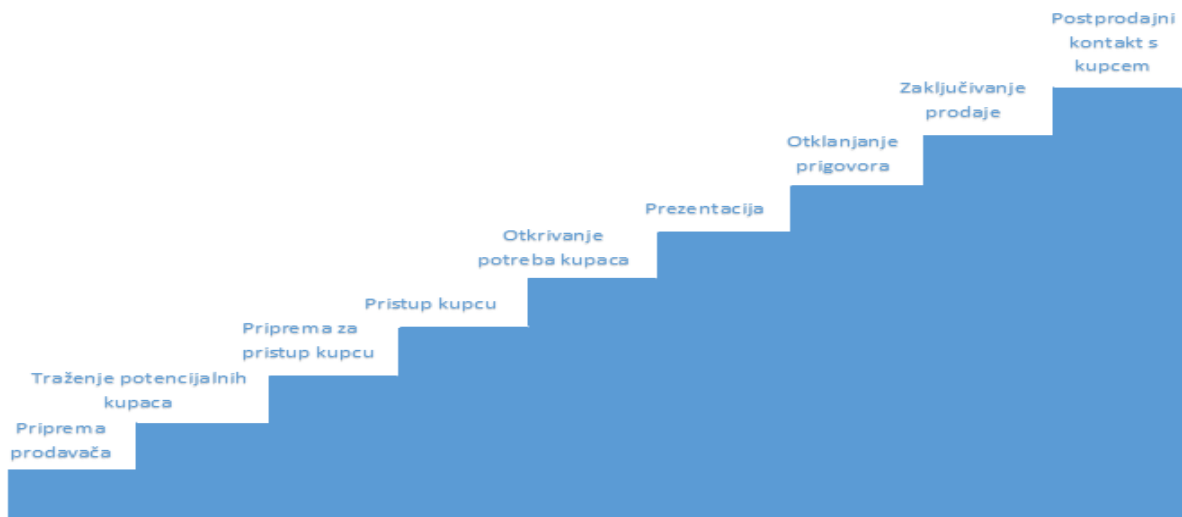 Priprema
prodavača
Traženje potencijalnih
kupaca
Priprema za
pristup kupcu
Pristup kupcu
Otkrivanje
potreba kupaca
Prezentacija
Otklanjanje
prigovora
Zaključivanje
prodaje
Postprodajni
kontakt s
kupcem